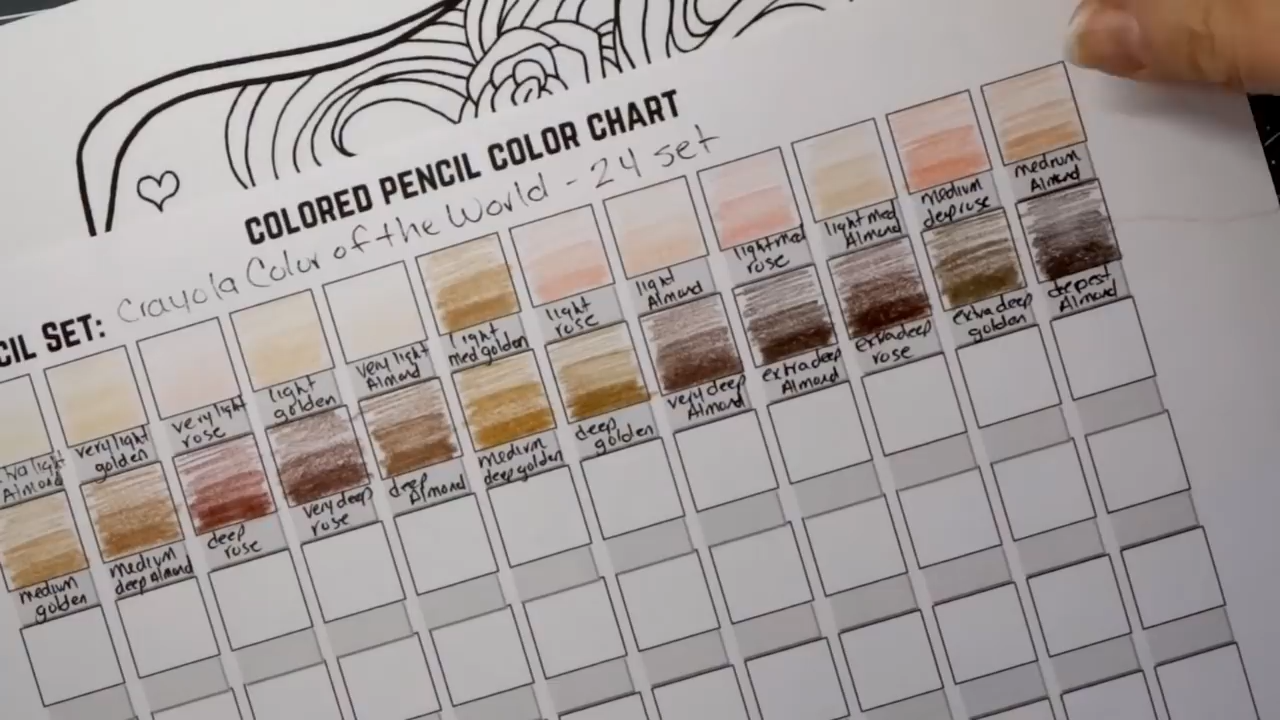 COLORED PENCIL COLOR CHART
CIL SET: Crayola Color of the World - 24 set
light
Almond
very light
golden
very light
rose
light
golden
very light
Almond
light
med golden
light
rose
light
Almond
light med
rose
light med
Almond
medium
deep rose
medium
Almond
medium
golden
medium
deep Almond
deep
rose
very deep
rose
deep
Almond
medium
deep golden
deep
golden
very deep
Almond
extra deep
Almond
extra deep
rose
extra deep
golden
deepest
Almond